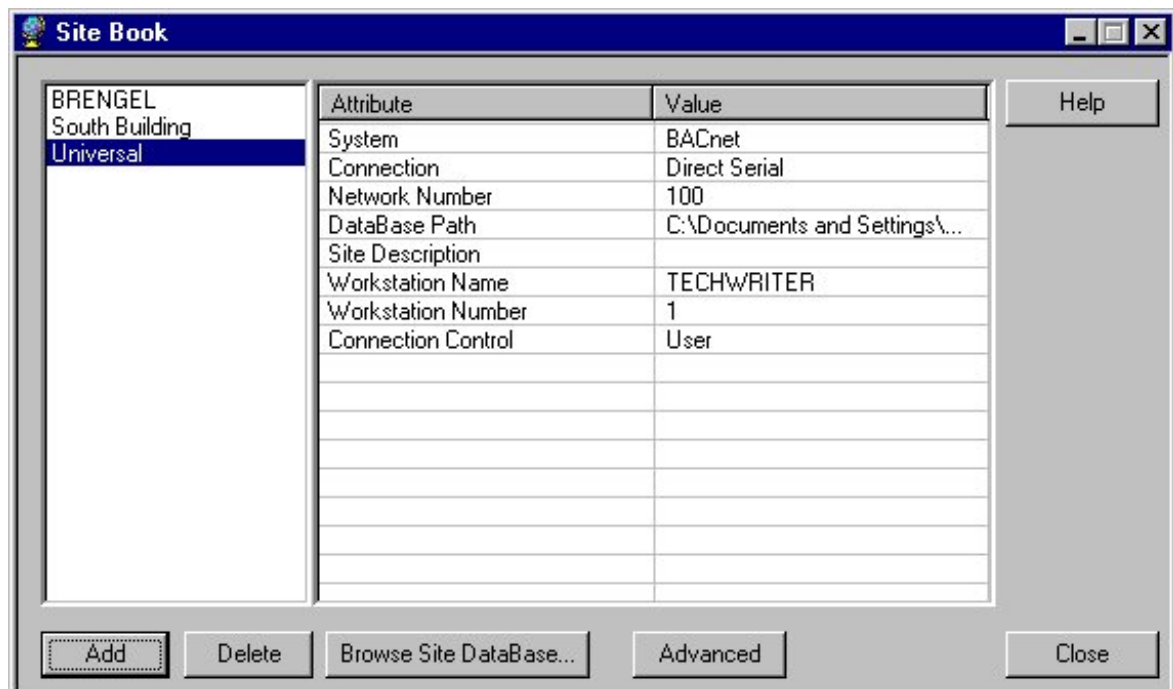 Site Book
BRENGEL
South Building
Universal
Attribute Value
System BACnet
Connection Direct Serial
Network Number 100
DataBase Path C:\Documents and Settings\...
Site Description
Workstation Name TECHWRITER
Workstation Number 1
Connection Control User
Help
Add Delete Browse Site DataBase... Advanced Close